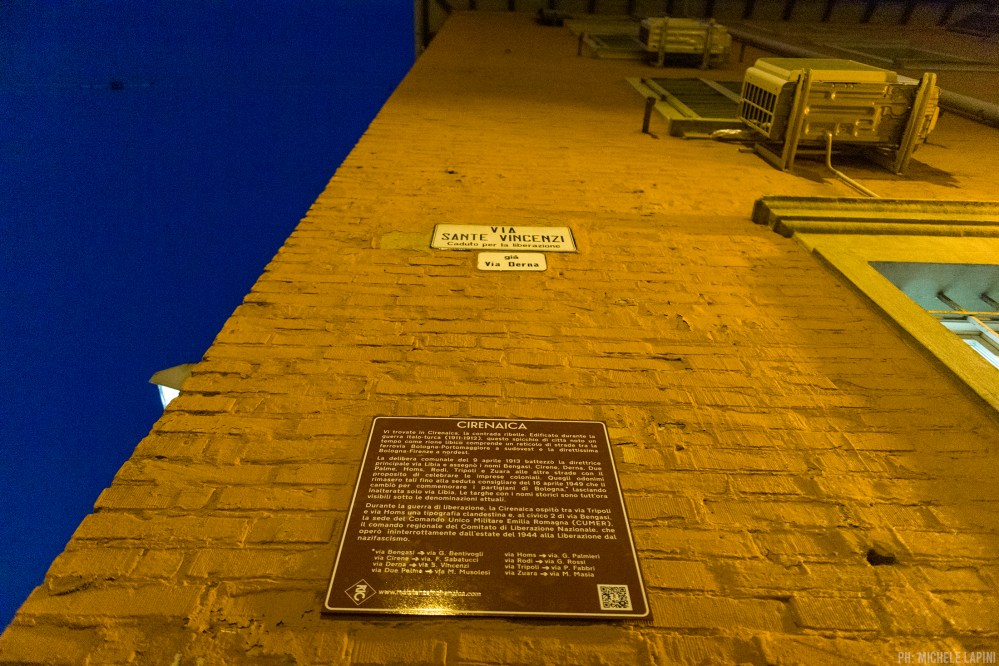 VIA
SANTE VINCENZI
Caduto per la liberazione
già
Via Derna
CIRENAICA
Vi trovate in Cirenaica, la contrada ribelle. Edificato durante la
guerra italo-turca (1911-1912), questo spicchio di città noto un
tempo come rione libico comprende un reticolo di strade tra la
ferrovia Bologna-Portomaggiore a sudovest e la direttissima
Bologna-Firenze a nordest.
La delibera comunale del 9 aprile 1913 battezzò la direttrice
principale via Libia e assegnò i nomi Bengasi, Cirene, Derna, Due
Palme, Homs, Rodi, Tripoli e Zuara alle altre strade con il
proposito di celebrare le imprese coloniali. Quegli odonimi
rimasero tali fino alla seduta consigliare del 16 aprile 1949 che li
cambiò per commemorare i partigiani di Bologna,* lasciando
inalterata solo via Libia. Le targhe con i nomi storici sono tutt'ora
visibili sotto le denominazioni attuali.
Durante la guerra di liberazione, la Cirenaica ospitò tra via Tripoli
e via Homs una tipografia clandestina e, al civico 2 di via Bengasi,
la sede del Comando Unico Militare Emilia Romagna (CUMER),
il comando regionale del Comitato di Liberazione Nazionale, che
operò ininterrottamente dall'estate del 1944 alla Liberazione dal
nazifascismo.
*via Bengasi → via G. Bentivogli
via Cirene → via F. Sabatucci
via Derna → via S. Vincenzi
via Due Palme → via M. Musolesi
via Homs → via G. Palmieri
via Rodi → via G. Rossi
via Tripoli → via P. Fabbri
via Zuara → via M. Masia
PH: MICHELE LAPINI